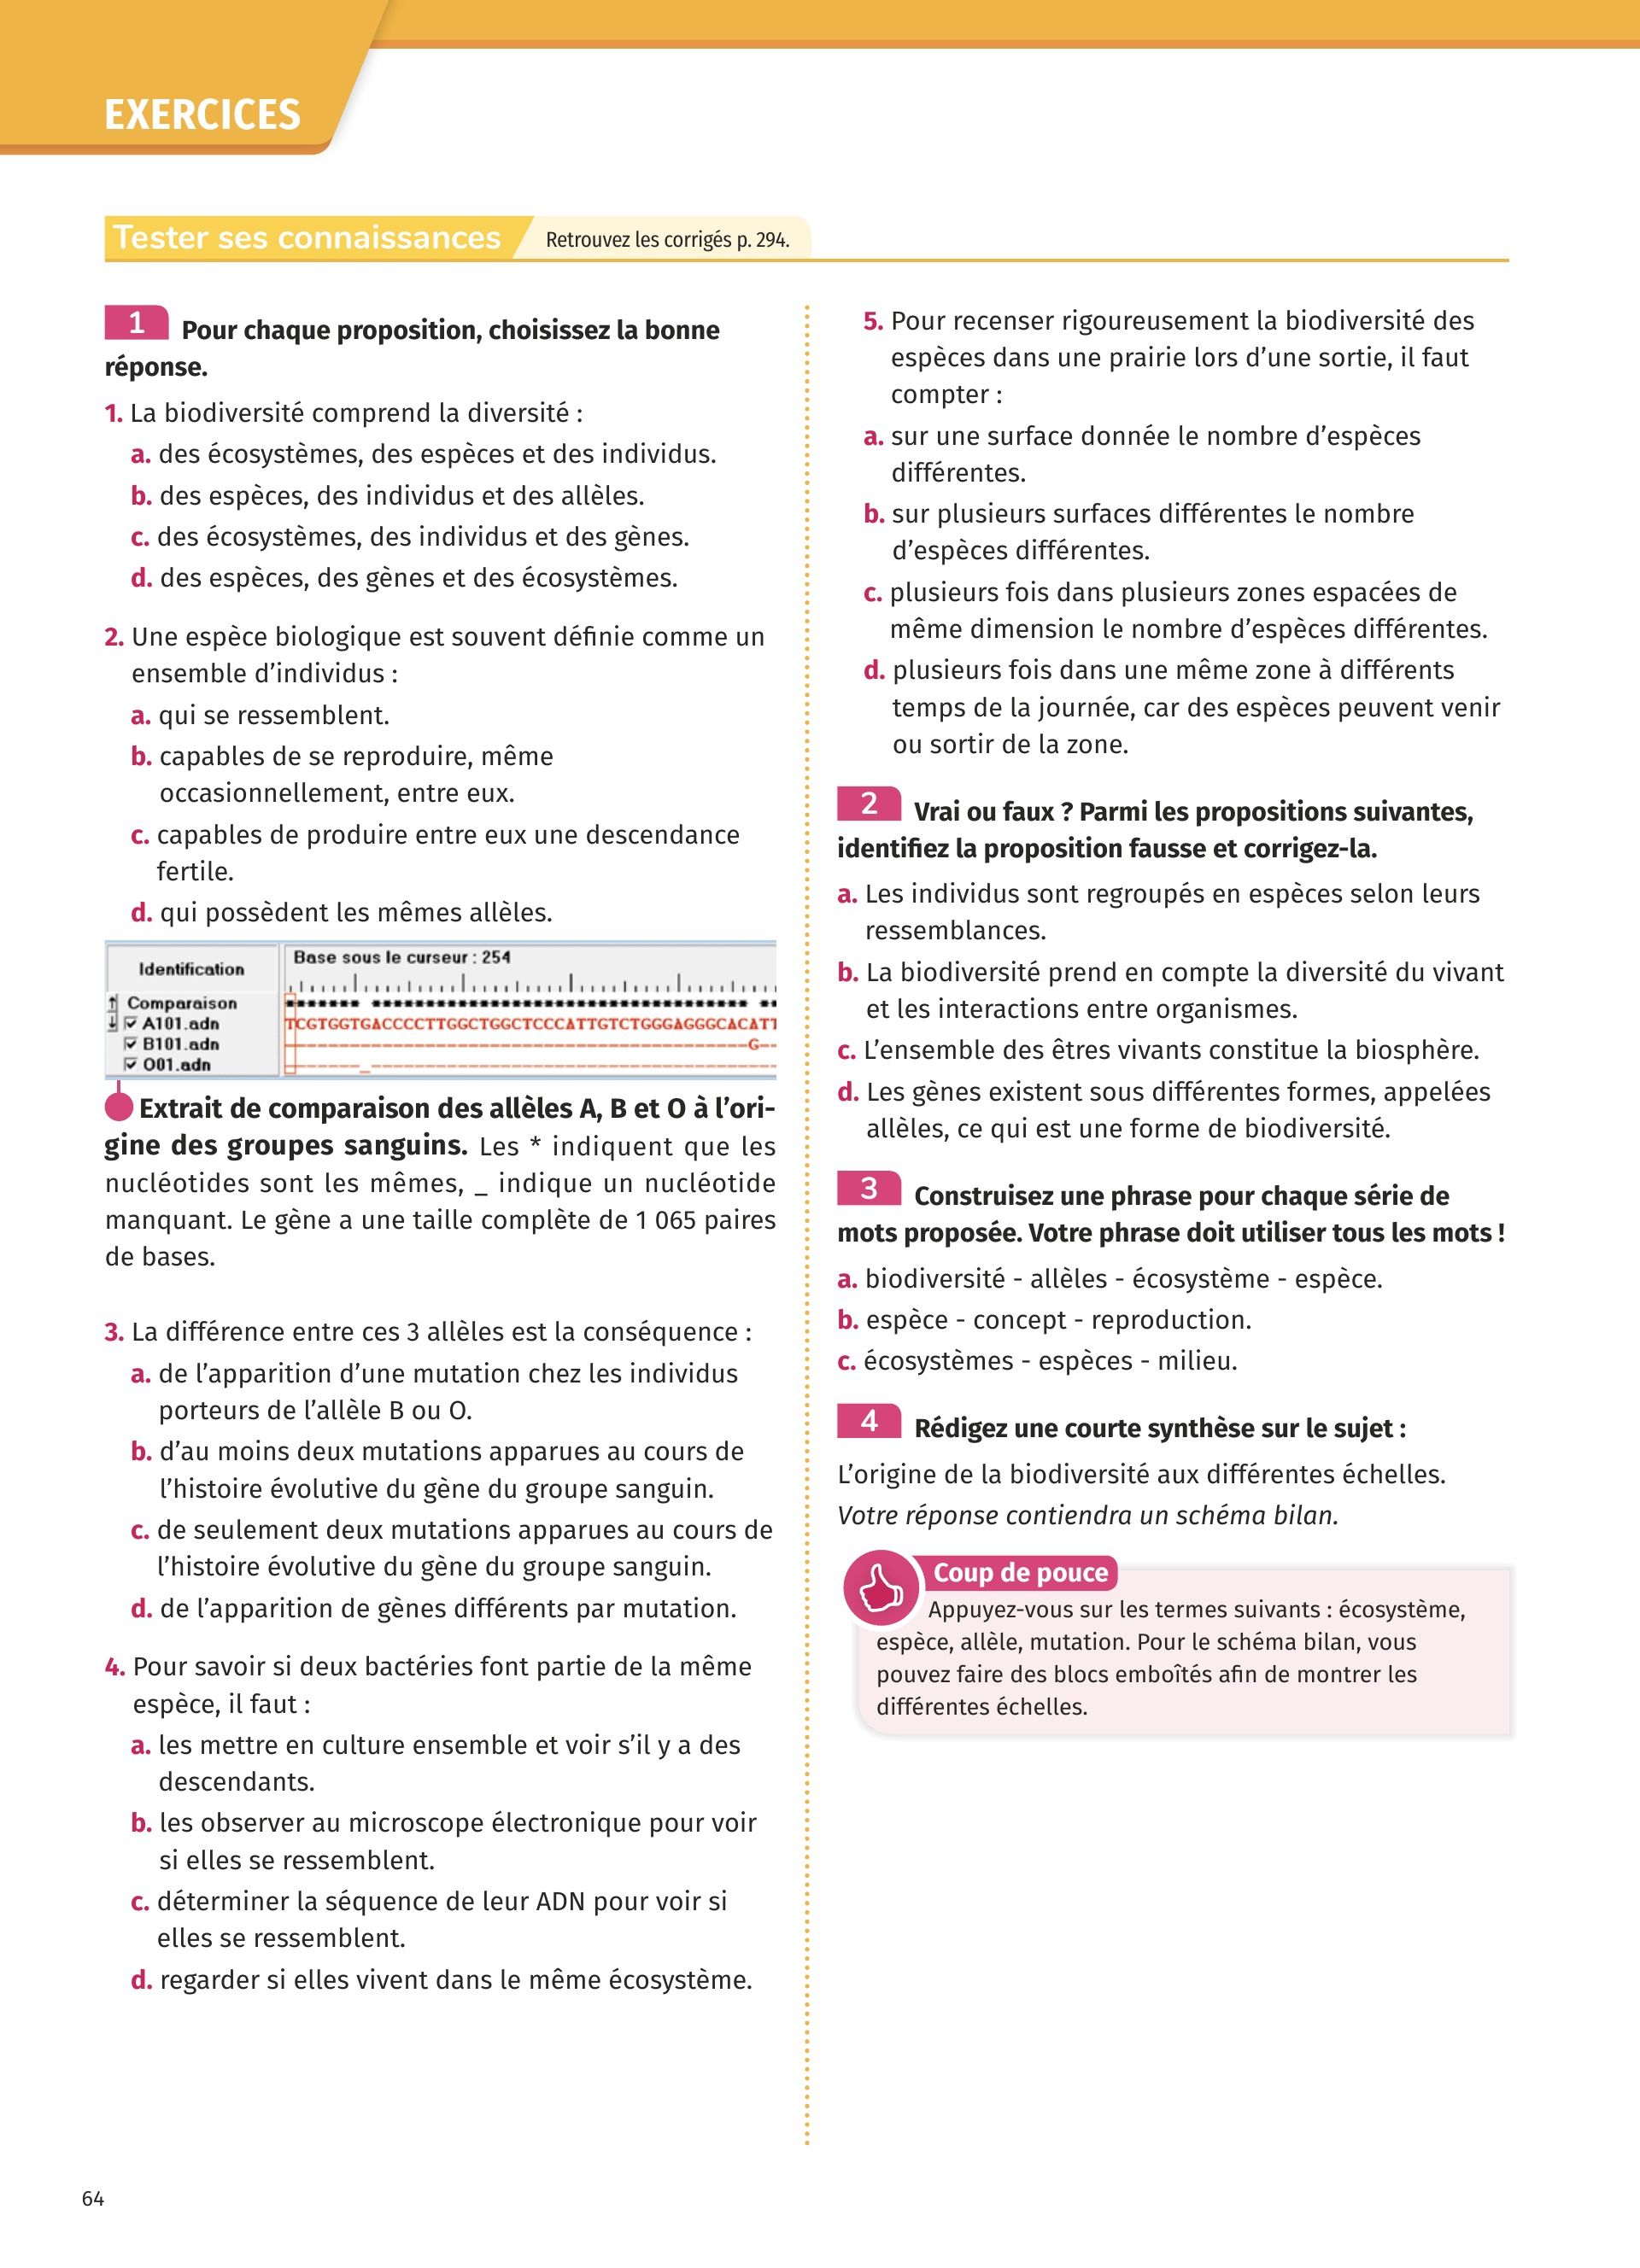 EXERCICES
Tester ses connaissances
Retrouvez les corrigés p. 294.
1 Pour chaque proposition, choisissez la bonne
réponse.
1. La biodiversité comprend la diversité :
a. des écosystèmes, des espèces et des individus.
b. des espèces, des individus et des allèles.
c. des écosystèmes, des individus et des gènes.
d. des espèces, des gènes et des écosystèmes.
2. Une espèce biologique est souvent définie comme un
ensemble d’individus :
a. qui se ressemblent.
b. capables de se reproduire, même
occasionnellement, entre eux.
c. capables de produire entre eux une descendance
fertile.
d. qui possèdent les mêmes allèles.
Identification
Base sous le curseur : 254
Comparaison
A101.adn TCGTGGTGACCCCTTGGCTGGCTCCCATTGTCTGGGAGGGCACATT
B101.adn G
O01.adn _
Extrait de comparaison des allèles A, B et O à l’ori-
gine des groupes sanguins. Les * indiquent que les
nucléotides sont les mêmes, _ indique un nucléotide
manquant. Le gène a une taille complète de 1 065 paires
de bases.
3. La différence entre ces 3 allèles est la conséquence :
a. de l’apparition d’une mutation chez les individus
porteurs de l’allèle B ou O.
b. d’au moins deux mutations apparues au cours de
l’histoire évolutive du gène du groupe sanguin.
c. de seulement deux mutations apparues au cours de
l’histoire évolutive du gène du groupe sanguin.
d. de l’apparition de gènes différents par mutation.
4. Pour savoir si deux bactéries font partie de la même
espèce, il faut :
a. les mettre en culture ensemble et voir s’il y a des
descendants.
b. les observer au microscope électronique pour voir
si elles se ressemblent.
c. déterminer la séquence de leur ADN pour voir si
elles se ressemblent.
d. regarder si elles vivent dans le même écosystème.
5. Pour recenser rigoureusement la biodiversité des
espèces dans une prairie lors d’une sortie, il faut
compter :
a. sur une surface donnée le nombre d’espèces
différentes.
b. sur plusieurs surfaces différentes le nombre
d’espèces différentes.
c. plusieurs fois dans plusieurs zones espacées de
même dimension le nombre d’espèces différentes.
d. plusieurs fois dans une même zone à différents
temps de la journée, car des espèces peuvent venir
ou sortir de la zone.
2 Vrai ou faux ? Parmi les propositions suivantes,
identifiez la proposition fausse et corrigez-la.
a. Les individus sont regroupés en espèces selon leurs
ressemblances.
b. La biodiversité prend en compte la diversité du vivant
et les interactions entre organismes.
c. L’ensemble des êtres vivants constitue la biosphère.
d. Les gènes existent sous différentes formes, appelées
allèles, ce qui est une forme de biodiversité.
3 Construisez une phrase pour chaque série de
mots proposée. Votre phrase doit utiliser tous les mots !
a. biodiversité - allèles - écosystème - espèce.
b. espèce - concept - reproduction.
c. écosystèmes - espèces - milieu.
4 Rédigez une courte synthèse sur le sujet :
L’origine de la biodiversité aux différentes échelles.
Votre réponse contiendra un schéma bilan.
Coup de pouce
Appuyez-vous sur les termes suivants : écosystème,
espèce, allèle, mutation. Pour le schéma bilan, vous
pouvez faire des blocs emboîtés afin de montrer les
différentes échelles.
64